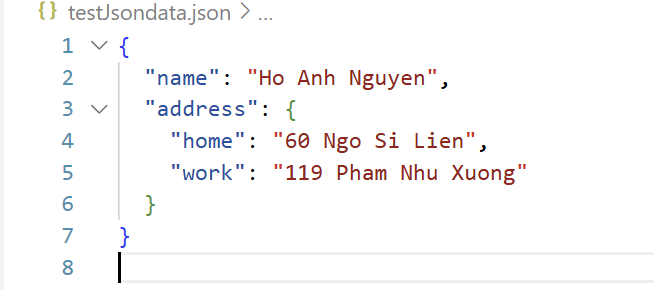 {} testJsondata.json > ...
1 {
2 "name": "Ho Anh Nguyen",
3 "address": {
4 "home": "60 Ngo Si Lien",
5 "work": "119 Pham Nhu Xuong"
6 }
7 }
8